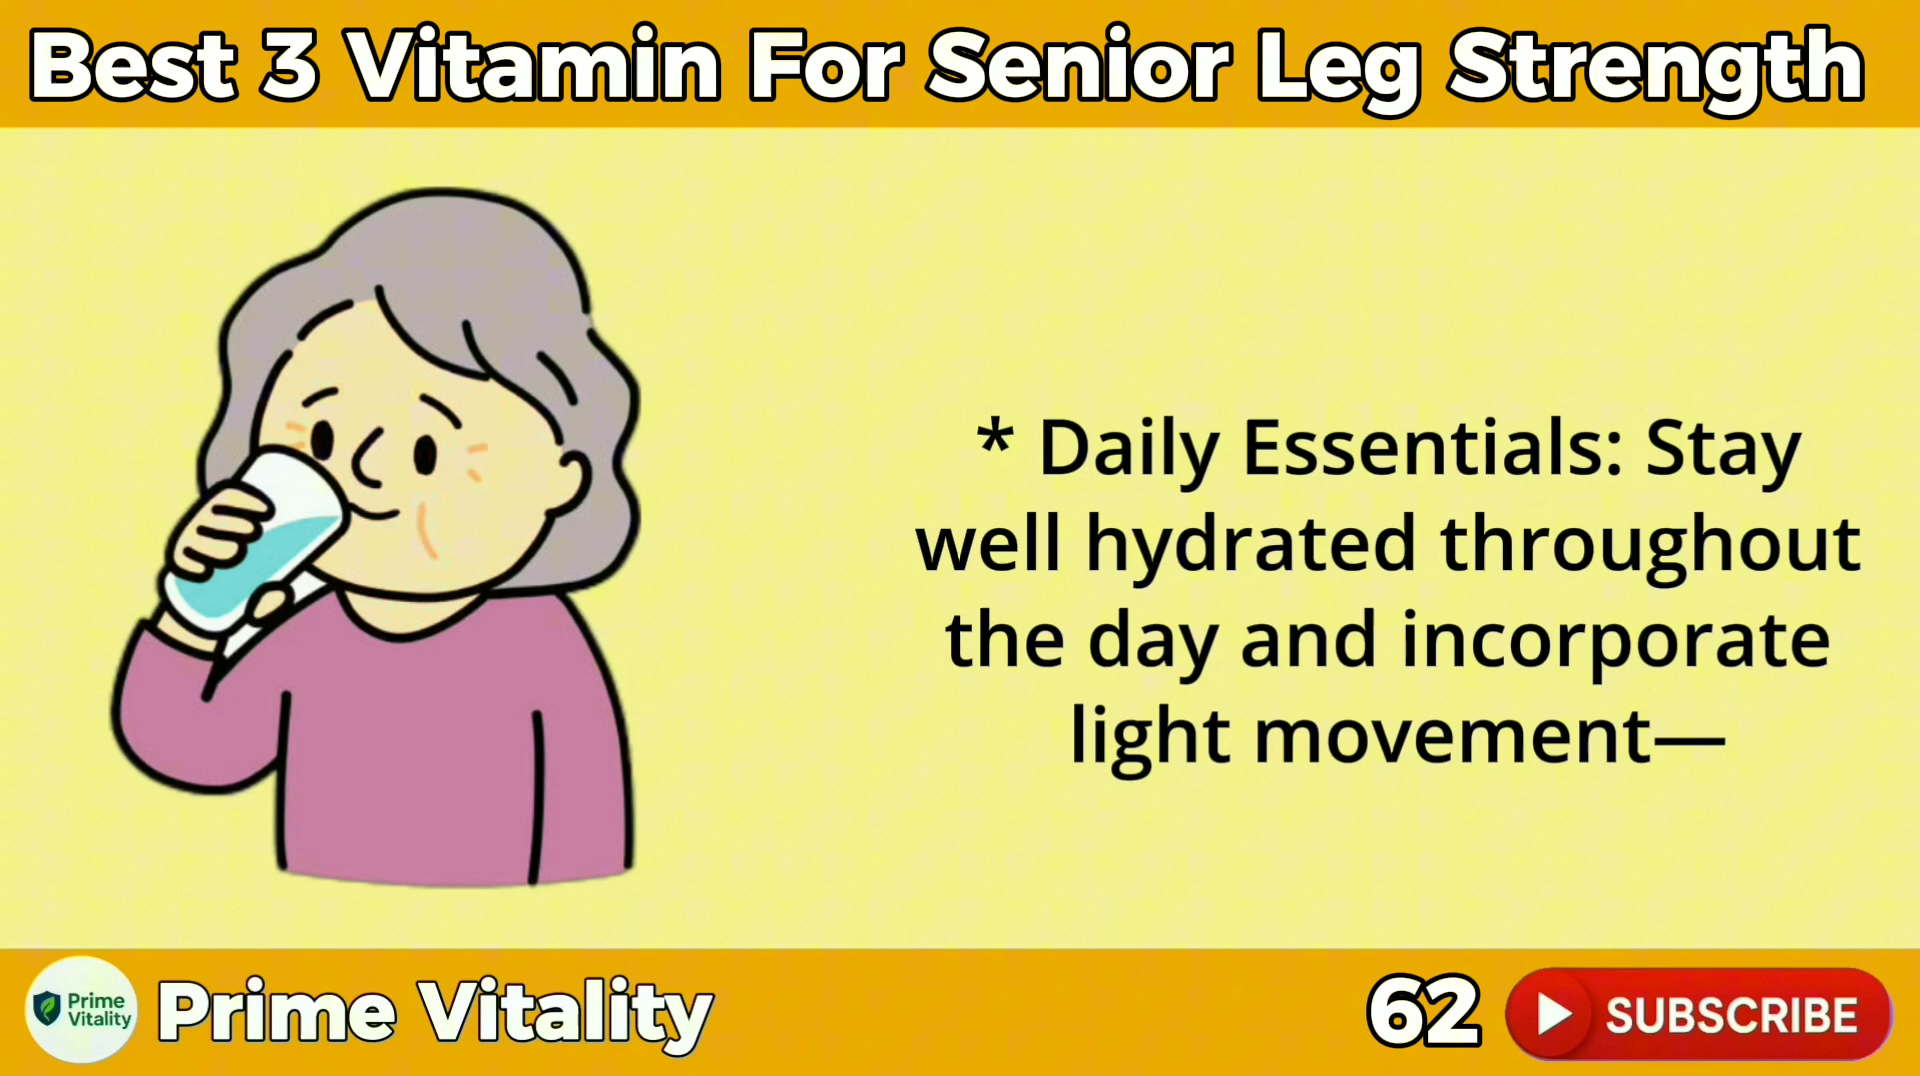 Best 3 Vitamin For Senior Leg Strength
* Daily Essentials: Stay
well hydrated throughout
the day and incorporate
light movement—
Prime
Vitality
Prime Vitality
62
SUBSCRIBE